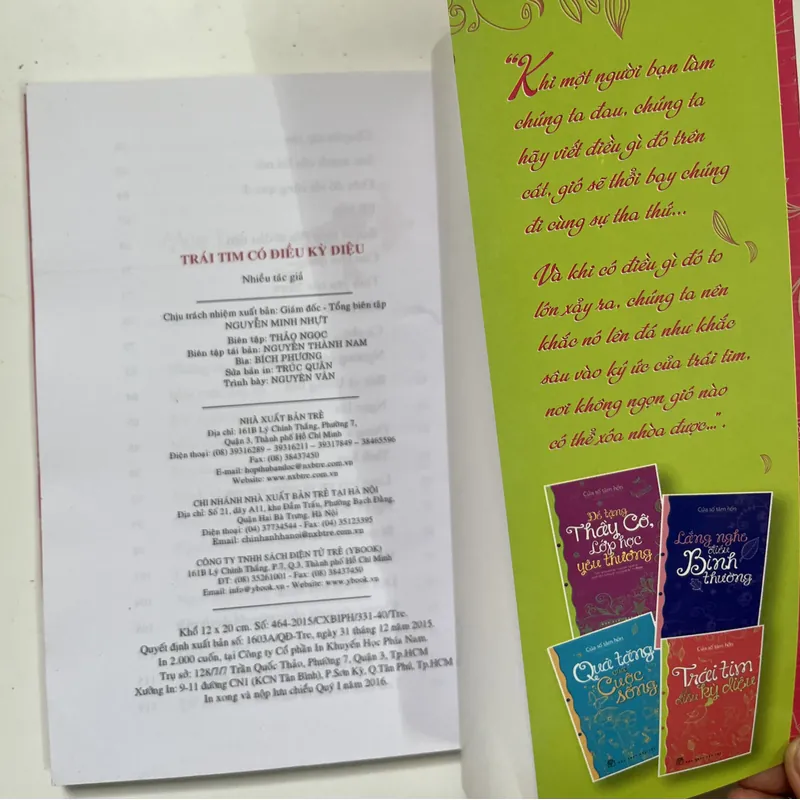 TRÁI TIM CÓ ĐIỀU KỲ DIỆU
Nhiều tác giả
Chịu trách nhiệm xuất bản: Giám đốc - Tổng biên tập
NGUYỄN MINH NHỰT
Biên tập: THẢO NGỌC
Biên tập tái bản: NGUYỄN THÀNH NAM
Bìa: BÍCH PHƯƠNG
Sửa bản in: TRÚC QUÂN
Trình bày: NGUYÊN VÂN
NHÀ XUẤT BẢN TRẺ
Địa chỉ: 161B Lý Chính Thắng, Phường 7,
Quận 3, Thành phố Hồ Chí Minh
Điện thoại: (08) 39316289 – 39316211 – 39317849 – 38465596
Fax: (08) 38437450
E-mail: hopthubandoc@nxbtre.com.vn
Website: www.nxbtre.com.vn
CHI NHÁNH NHÀ XUẤT BẢN TRẺ TẠI HÀ NỘI
Địa chỉ: Số 21, dãy A11, khu Đầm Trấu, Phường Bạch Đằng,
Quận Hai Bà Trưng, Hà Nội
Điện thoại: (04) 37734544 - Fax: (04) 35123395
Email: chinhanhhanoi@nxbtre.com.vn
CÔNG TY TNHH SÁCH ĐIỆN TỬ TRẺ (YBOOK)
161B Lý Chính Thắng, P.7, Q.3, Thành phố Hồ Chí Minh
ĐT: (08) 35261001 - Fax: (08) 38437450
Email: info@ybook.vn - Website: www.ybook.vn
Khổ 12 x 20 cm. Số: 464-2015/CXBIPH/331-40/Tre.
Quyết định xuất bản số: 1603A/QĐ-Tre, ngày 31 tháng 12 năm 2015.
In 2.000 cuốn, tại Công ty Cổ phần In Khuyến Học Phía Nam.
Trụ sở: 128/7/7 Trần Quốc Thảo, Phường 7, Quận 3, Tp.HCM
Xưởng In: 9-11 đường CN1 (KCN Tân Bình), P.Sơn Kỳ, Q.Tân Phú, Tp.HCM
In xong và nộp lưu chiểu Quý I năm 2016.
“Khi một người bạn làm
chúng ta đau, chúng ta
hãy viết điều gì đó trên
cát, gió sẽ thổi bay chúng
đi cùng sự tha thứ...
Và khi có điều gì đó to
lớn xảy ra, chúng ta nên
khắc nó lên đá như khắc
sâu vào ký ức của trái tim,
nơi không ngọn gió nào
có thể xóa nhòa được...”.
Cửa sổ tâm hồn
Để tặng
Thầy Cô,
Lớp học
yêu thương
Cửa sổ tâm hồn
Lắng nghe
điều
Bình
thường
Cửa sổ tâm hồn
Quà tặng
Cuộc
sống
Cửa sổ tâm hồn
Trái tim
có điều kỳ diệu